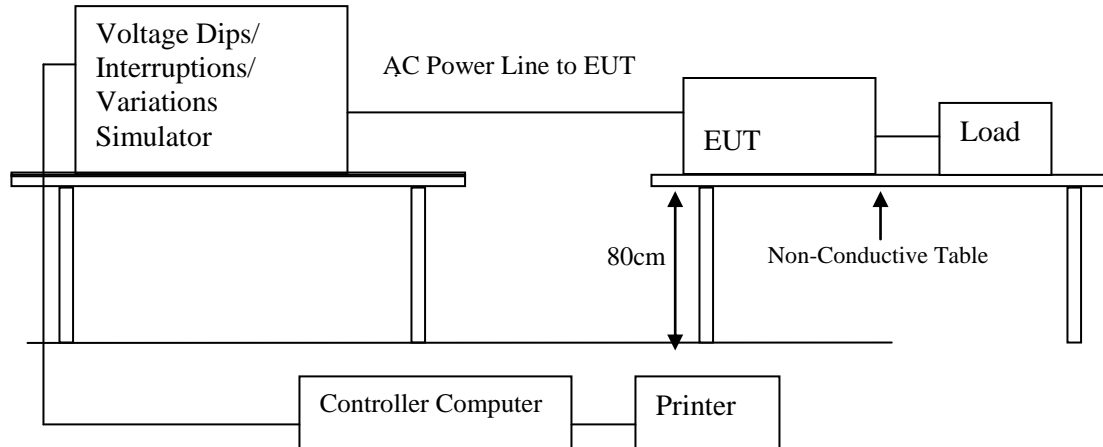 Voltage Dips/
Interruptions/
Variations
Simulator
AC Power Line to EUT
EUT
Load
80cm
Non-Conductive Table
Controller Computer
Printer